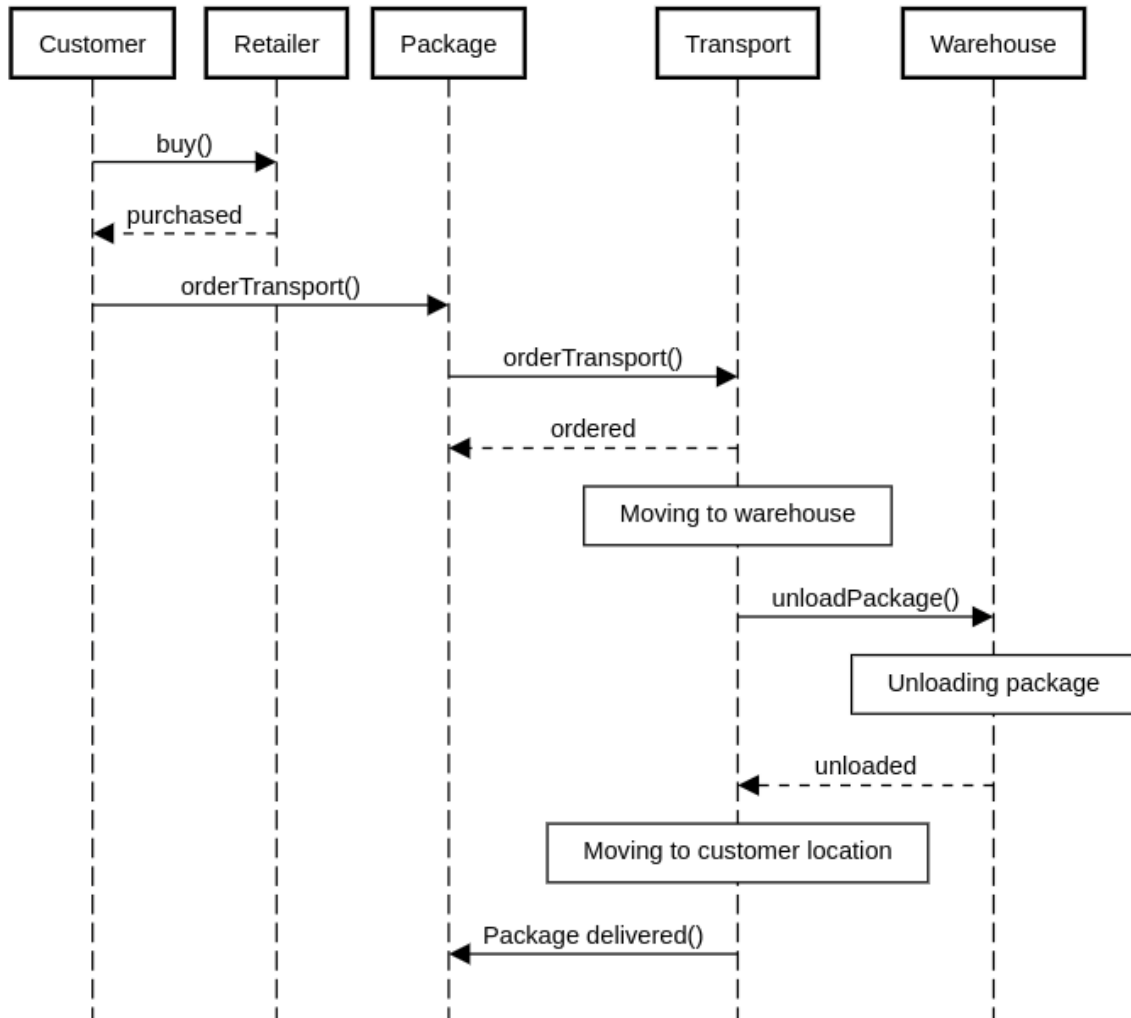 Customer
Retailer
Package
Transport
Warehouse
buy()
purchased
orderTransport()
orderTransport()
ordered
Moving to warehouse
unloadPackage()
Unloading package
unloaded
Moving to customer location
Package delivered()